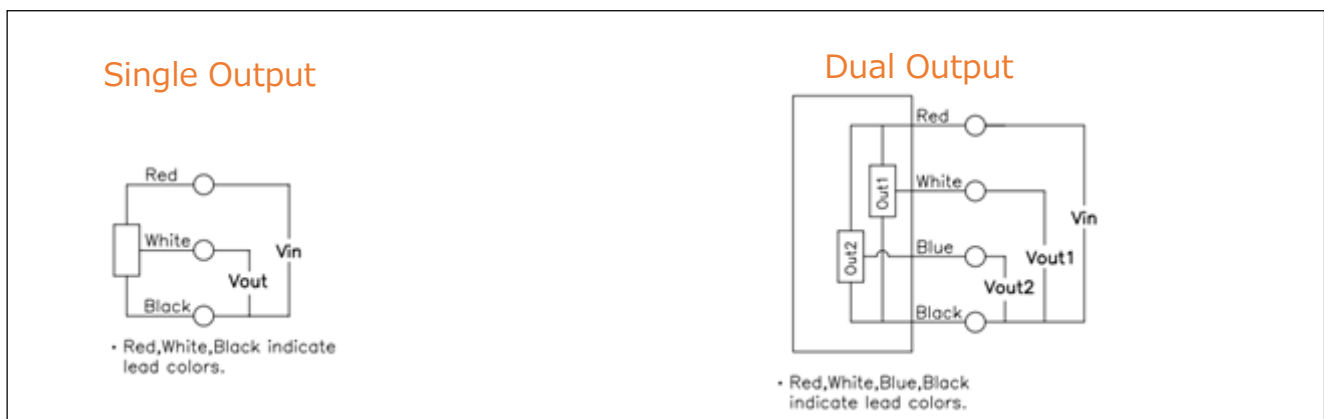 Single Output
Red
White
Vin
Vout
Black
・Red,White,Black indicate
lead colors.
Dual Output
Red
Out1
White
Vin
Out2
Blue
Vout1
Vout2
Black
・Red,White,Blue,Black
indicate lead colors.